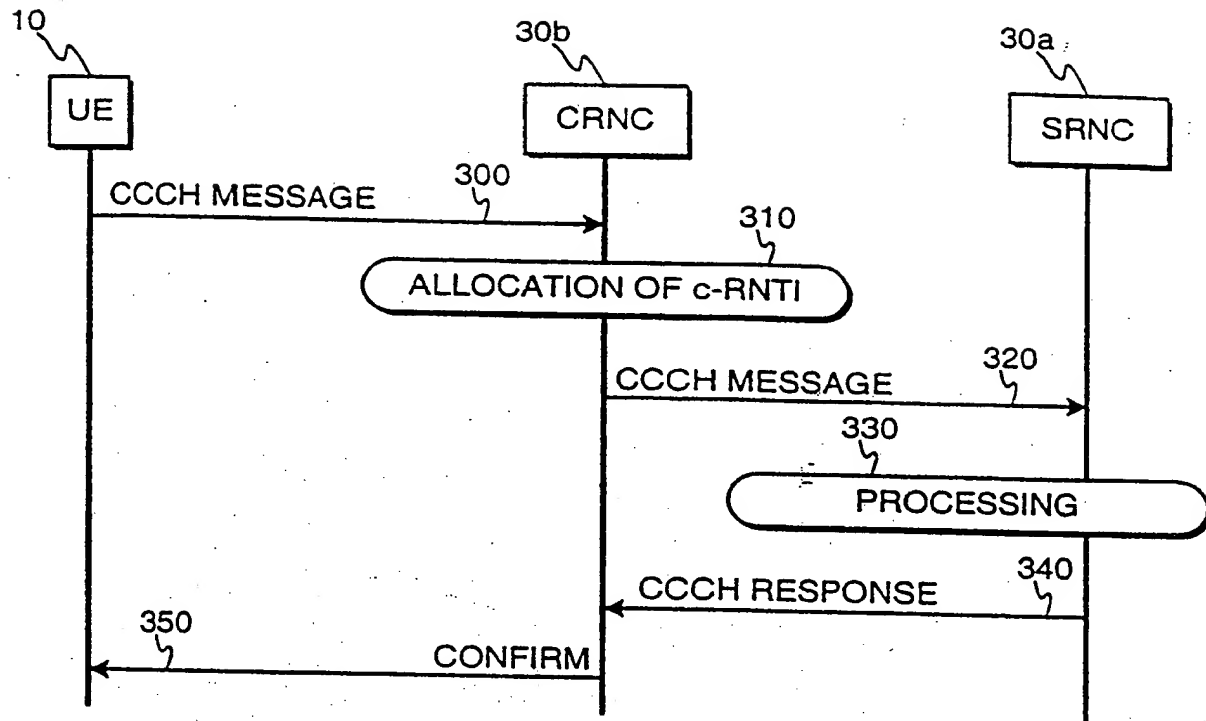 10
30b
30a
UE
CRNC
SRNC
CCCH MESSAGE
300
310
ALLOCATION OF c-RNTI
CCCH MESSAGE
320
330
PROCESSING
CCCH RESPONSE
340
350
CONFIRM